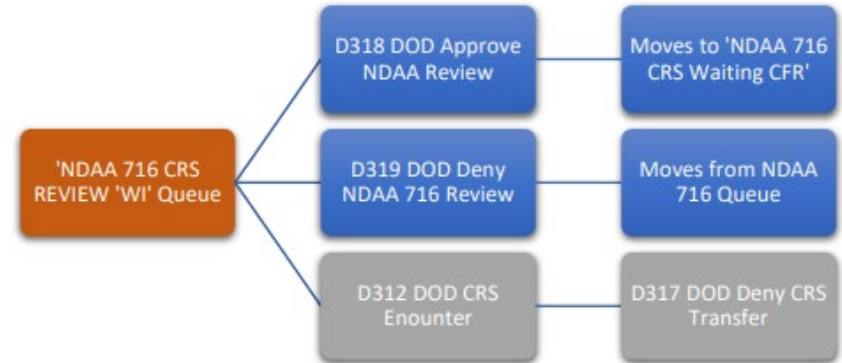 'NDAA 716 CRS
REVIEW 'WI' Queue
D318 DOD Approve
NDAA Review
Moves to 'NDAA 716
CRS Waiting CFR'
D319 DOD Deny
NDAA 716 Review
Moves from NDAA
716 Queue
D312 DOD CRS
Enounter
D317 DOD Deny CRS
Transfer